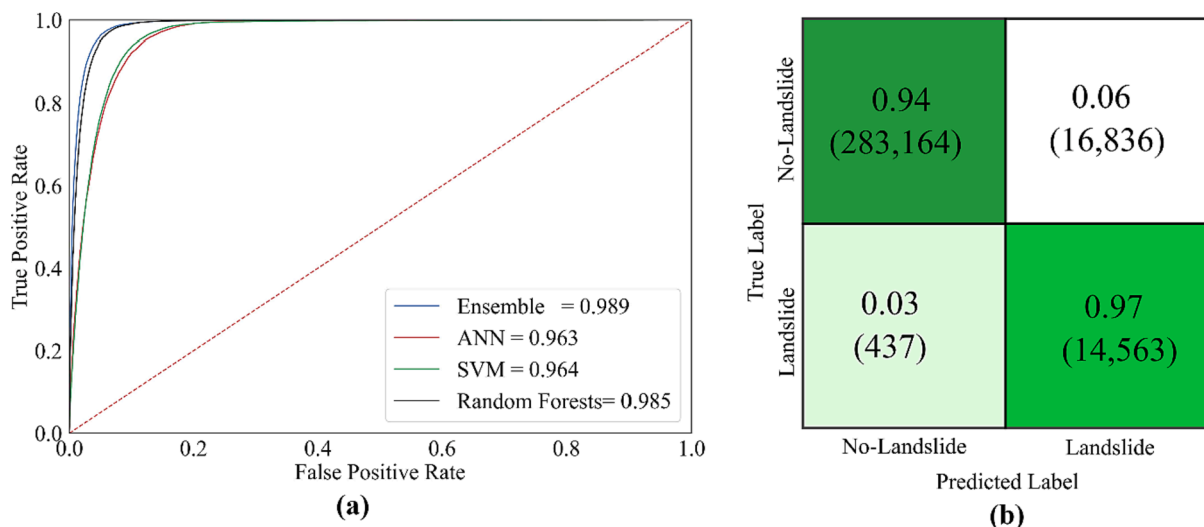 1.0
0.8
0.6
0.4
0.2
0.0
True Positive Rate
Ensemble = 0.989
ANN = 0.963
SVM = 0.964
Random Forests= 0.985
0.0 0.2 0.4 0.6 0.8 1.0
False Positive Rate
(a)
True Label
No-Landslide
Landslide
0.94
(283,164)
0.06
(16,836)
0.03
(437)
0.97
(14,563)
No-Landslide Landslide
Predicted Label
(b)